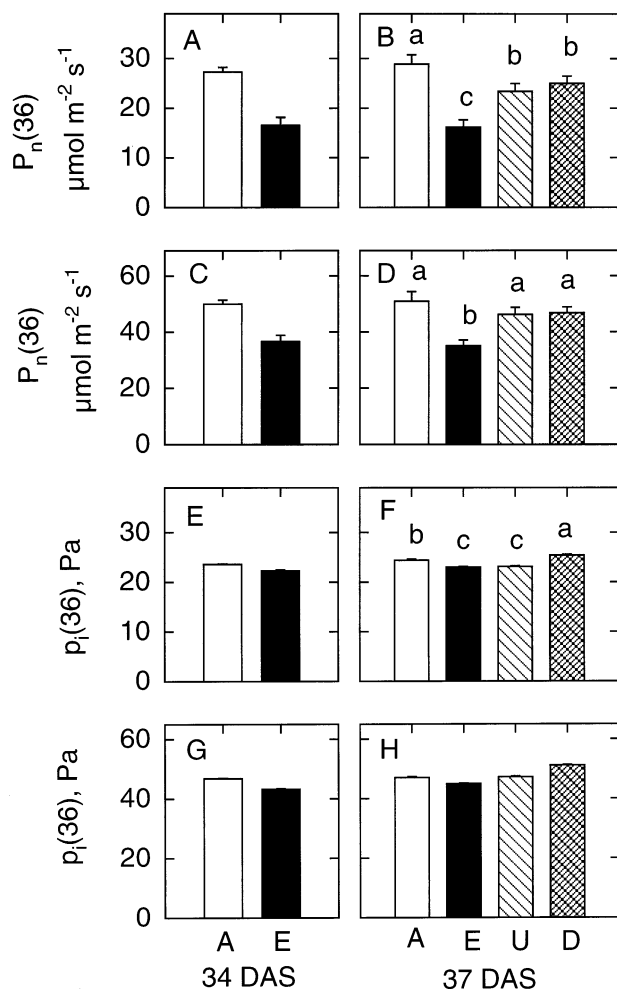 A
B
a
c
b
b
Pₙ(36)
µmol m⁻² s⁻¹
30
20
10
0
C
D
a
b
a
a
Pₙ(36)
µmol m⁻² s⁻¹
60
40
20
0
E
F
b
c
c
a
pᵢ(36), Pa
30
20
10
0
G
H
pᵢ(36), Pa
60
40
20
0
A E
A E U D
34 DAS
37 DAS